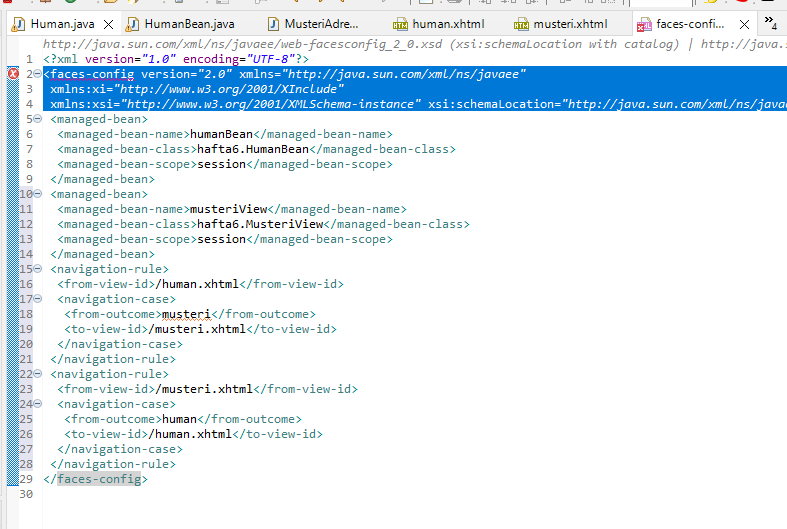 Human.java
HumanBean.java
MusteriAdre...
human.xhtml
musteri.xhtml
faces-confi...
»4
http://java.sun.com/xml/ns/javaee/web-facesconfig_2_0.xsd (xsi:schemaLocation with catalog) | http://java.s
1 <?xml version="1.0" encoding="UTF-8"?>
2 <faces-config version="2.0" xmlns="http://java.sun.com/xml/ns/javaee"
3 xmlns:xi="http://www.w3.org/2001/XInclude"
4 xmlns:xsi="http://www.w3.org/2001/XMLSchema-instance" xsi:schemaLocation="http://java.sun.com/xml/ns/javae
5 <managed-bean>
6 <managed-bean-name>humanBean</managed-bean-name>
7 <managed-bean-class>hafta6.HumanBean</managed-bean-class>
8 <managed-bean-scope>session</managed-bean-scope>
9 </managed-bean>
10 <managed-bean>
11 <managed-bean-name>musteriView</managed-bean-name>
12 <managed-bean-class>hafta6.MusteriView</managed-bean-class>
13 <managed-bean-scope>session</managed-bean-scope>
14 </managed-bean>
15 <navigation-rule>
16 <from-view-id>/human.xhtml</from-view-id>
17 <navigation-case>
18 <from-outcome>musteri</from-outcome>
19 <to-view-id>/musteri.xhtml</to-view-id>
20 </navigation-case>
21 </navigation-rule>
22 <navigation-rule>
23 <from-view-id>/musteri.xhtml</from-view-id>
24 <navigation-case>
25 <from-outcome>human</from-outcome>
26 <to-view-id>/human.xhtml</to-view-id>
27 </navigation-case>
28 </navigation-rule>
29 </faces-config>
30